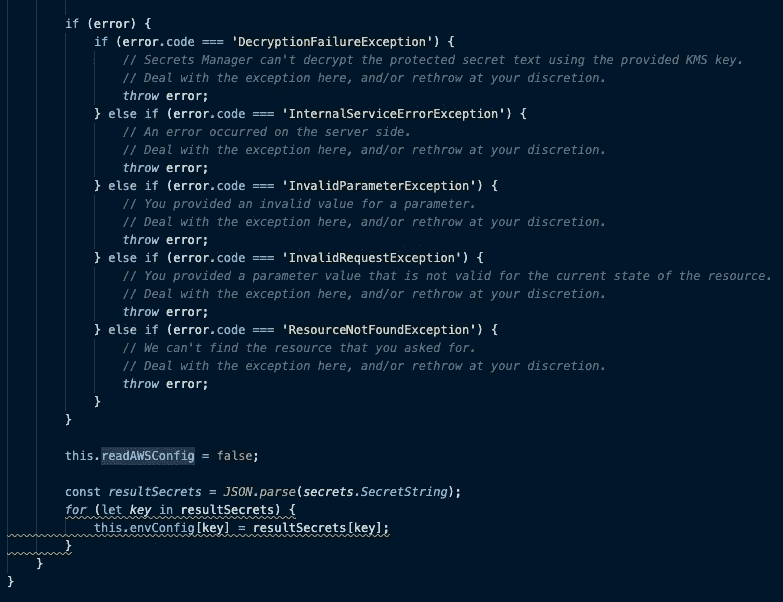 if (error) {
if (error.code === 'DecryptionFailureException') {
// Secrets Manager can't decrypt the protected secret text using the provided KMS key.
// Deal with the exception here, and/or rethrow at your discretion.
throw error;
} else if (error.code === 'InternalServiceErrorException') {
// An error occurred on the server side.
// Deal with the exception here, and/or rethrow at your discretion.
throw error;
} else if (error.code === 'InvalidParameterException') {
// You provided an invalid value for a parameter.
// Deal with the exception here, and/or rethrow at your discretion.
throw error;
} else if (error.code === 'InvalidRequestException') {
// You provided a parameter value that is not valid for the current state of the resource.
// Deal with the exception here, and/or rethrow at your discretion.
throw error;
} else if (error.code === 'ResourceNotFoundException') {
// We can't find the resource that you asked for.
// Deal with the exception here, and/or rethrow at your discretion.
throw error;
}
}
this.readAWSConfig = false;
const resultSecrets = JSON.parse(secrets.SecretString);
for (let key in resultSecrets) {
this.envConfig[key] = resultSecrets[key];
}
}
}